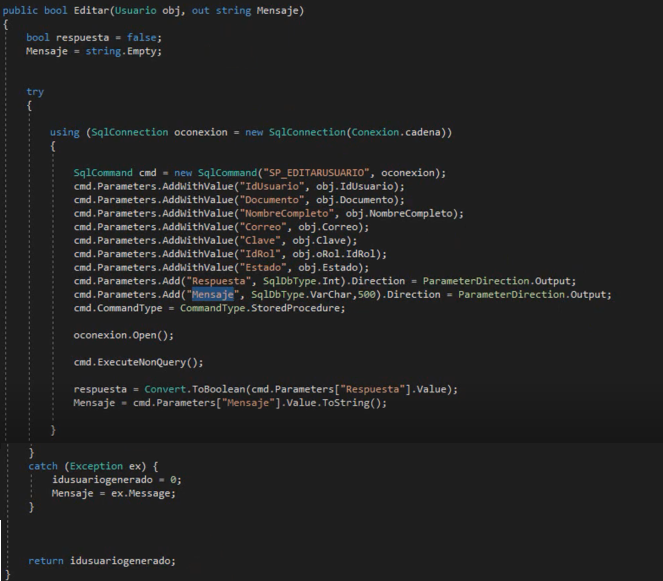 public bool Editar(Usuario obj, out string Mensaje)
{
bool respuesta = false;
Mensaje = string.Empty;
try
{
using (SqlConnection oconexion = new SqlConnection(Conexion.cadena))
{
SqlCommand cmd = new SqlCommand("SP_EDITARUSUARIO", oconexion);
cmd.Parameters.AddWithValue("IdUsuario", obj.IdUsuario);
cmd.Parameters.AddWithValue("Documento", obj.Documento);
cmd.Parameters.AddWithValue("NombreCompleto", obj.NombreCompleto);
cmd.Parameters.AddWithValue("Correo", obj.Correo);
cmd.Parameters.AddWithValue("Clave", obj.Clave);
cmd.Parameters.AddWithValue("IdRol", obj.oRol.IdRol);
cmd.Parameters.AddWithValue("Estado", obj.Estado);
cmd.Parameters.Add("Respuesta", SqlDbType.Int).Direction = ParameterDirection.Output;
cmd.Parameters.Add("Mensaje", SqlDbType.VarChar,500).Direction = ParameterDirection.Output;
cmd.CommandType = CommandType.StoredProcedure;
oconexion.Open();
cmd.ExecuteNonQuery();
respuesta = Convert.ToBoolean(cmd.Parameters["Respuesta"].Value);
Mensaje = cmd.Parameters["Mensaje"].Value.ToString();
}
}
catch (Exception ex) {
idusuariogenerado = 0;
Mensaje = ex.Message;
}
return idusuariogenerado;
}